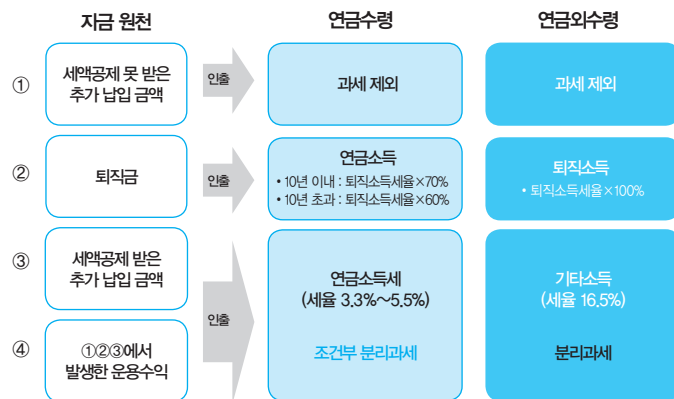 자금 원천
연금수령
연금외수령
①
세액공제 못 받은
추가 납입 금액
인출
과세 제외
과세 제외
②
퇴직금
인출
연금소득
• 10년 이내 : 퇴직소득세율×70%
• 10년 초과 : 퇴직소득세율×60%
퇴직소득
• 퇴직소득세율×100%
③
세액공제 받은
추가 납입 금액
④
①②③에서
발생한 운용수익
인출
연금소득세
(세율 3.3%~5.5%)
조건부 분리과세
기타소득
(세율 16.5%)
분리과세